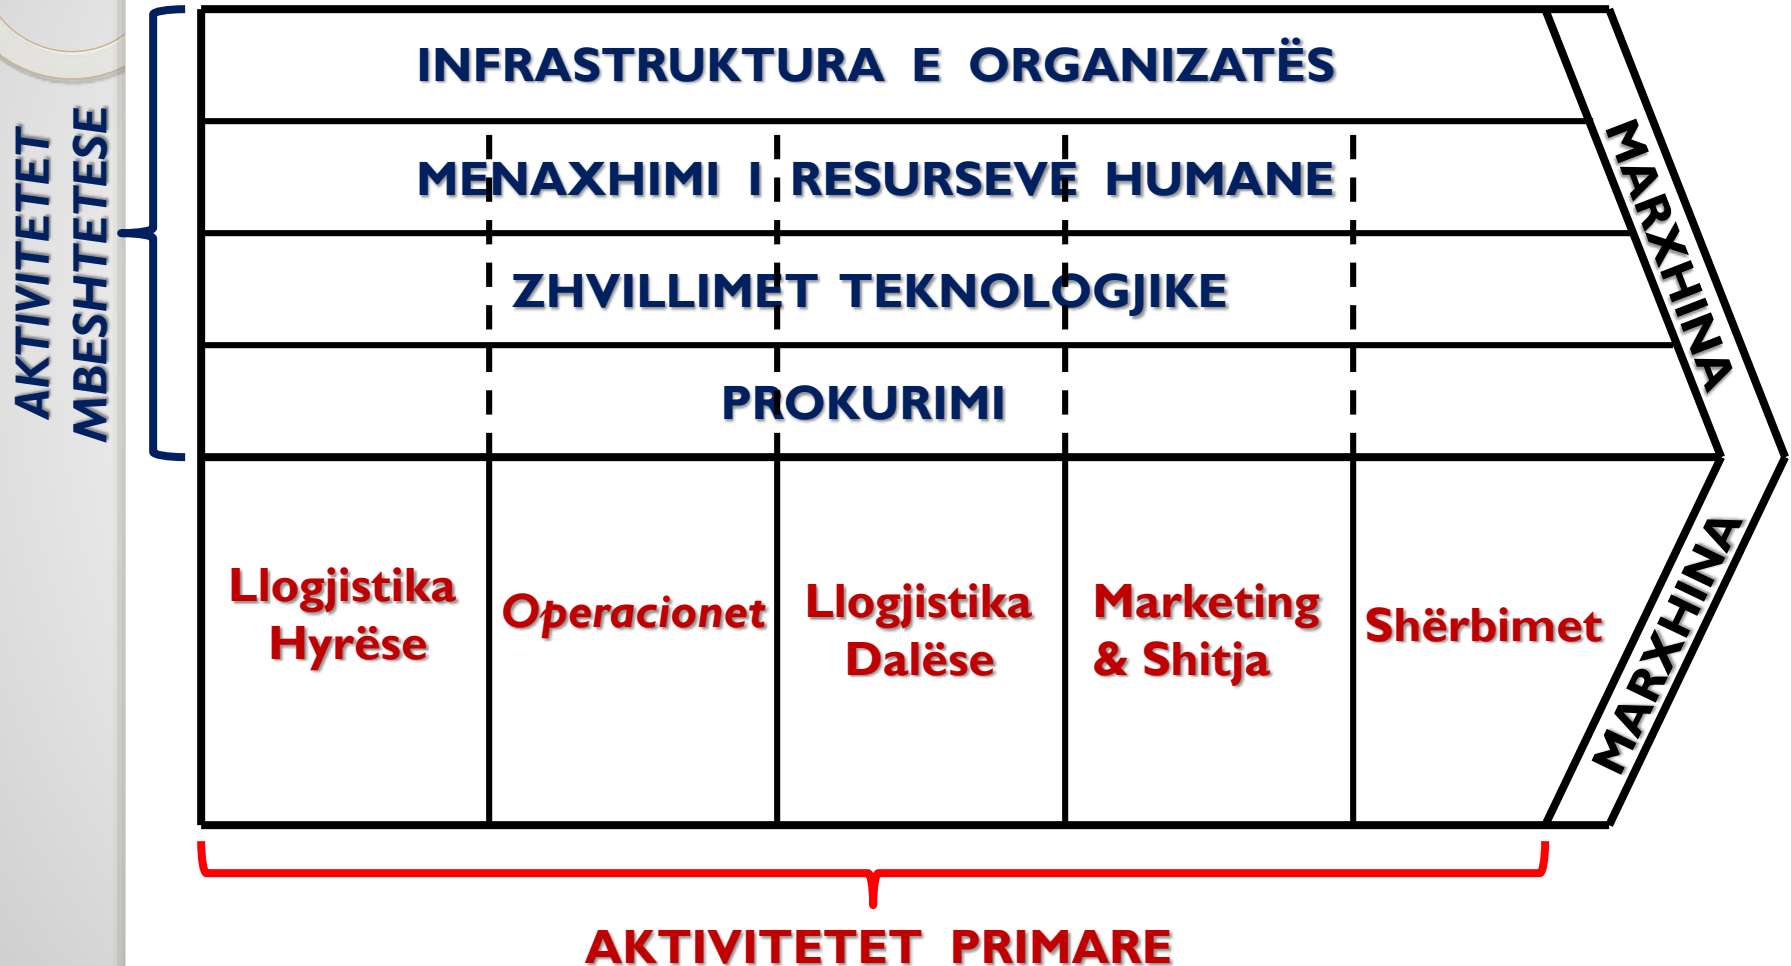 AKTIVITETET
MBESHTETESE
INFRASTRUKTURA E ORGANIZATËS
MENAXHIMI I RESURSEVE HUMANE
ZHVILLIMET TEKNOLOGJIKE
PROKURIMI
MARXHINA
Llogjistika
Hyrëse
Operacionet
Llogjistika
Dalëse
Marketing
& Shitja
Shërbimet
MARXHINA
AKTIVITETET PRIMARE